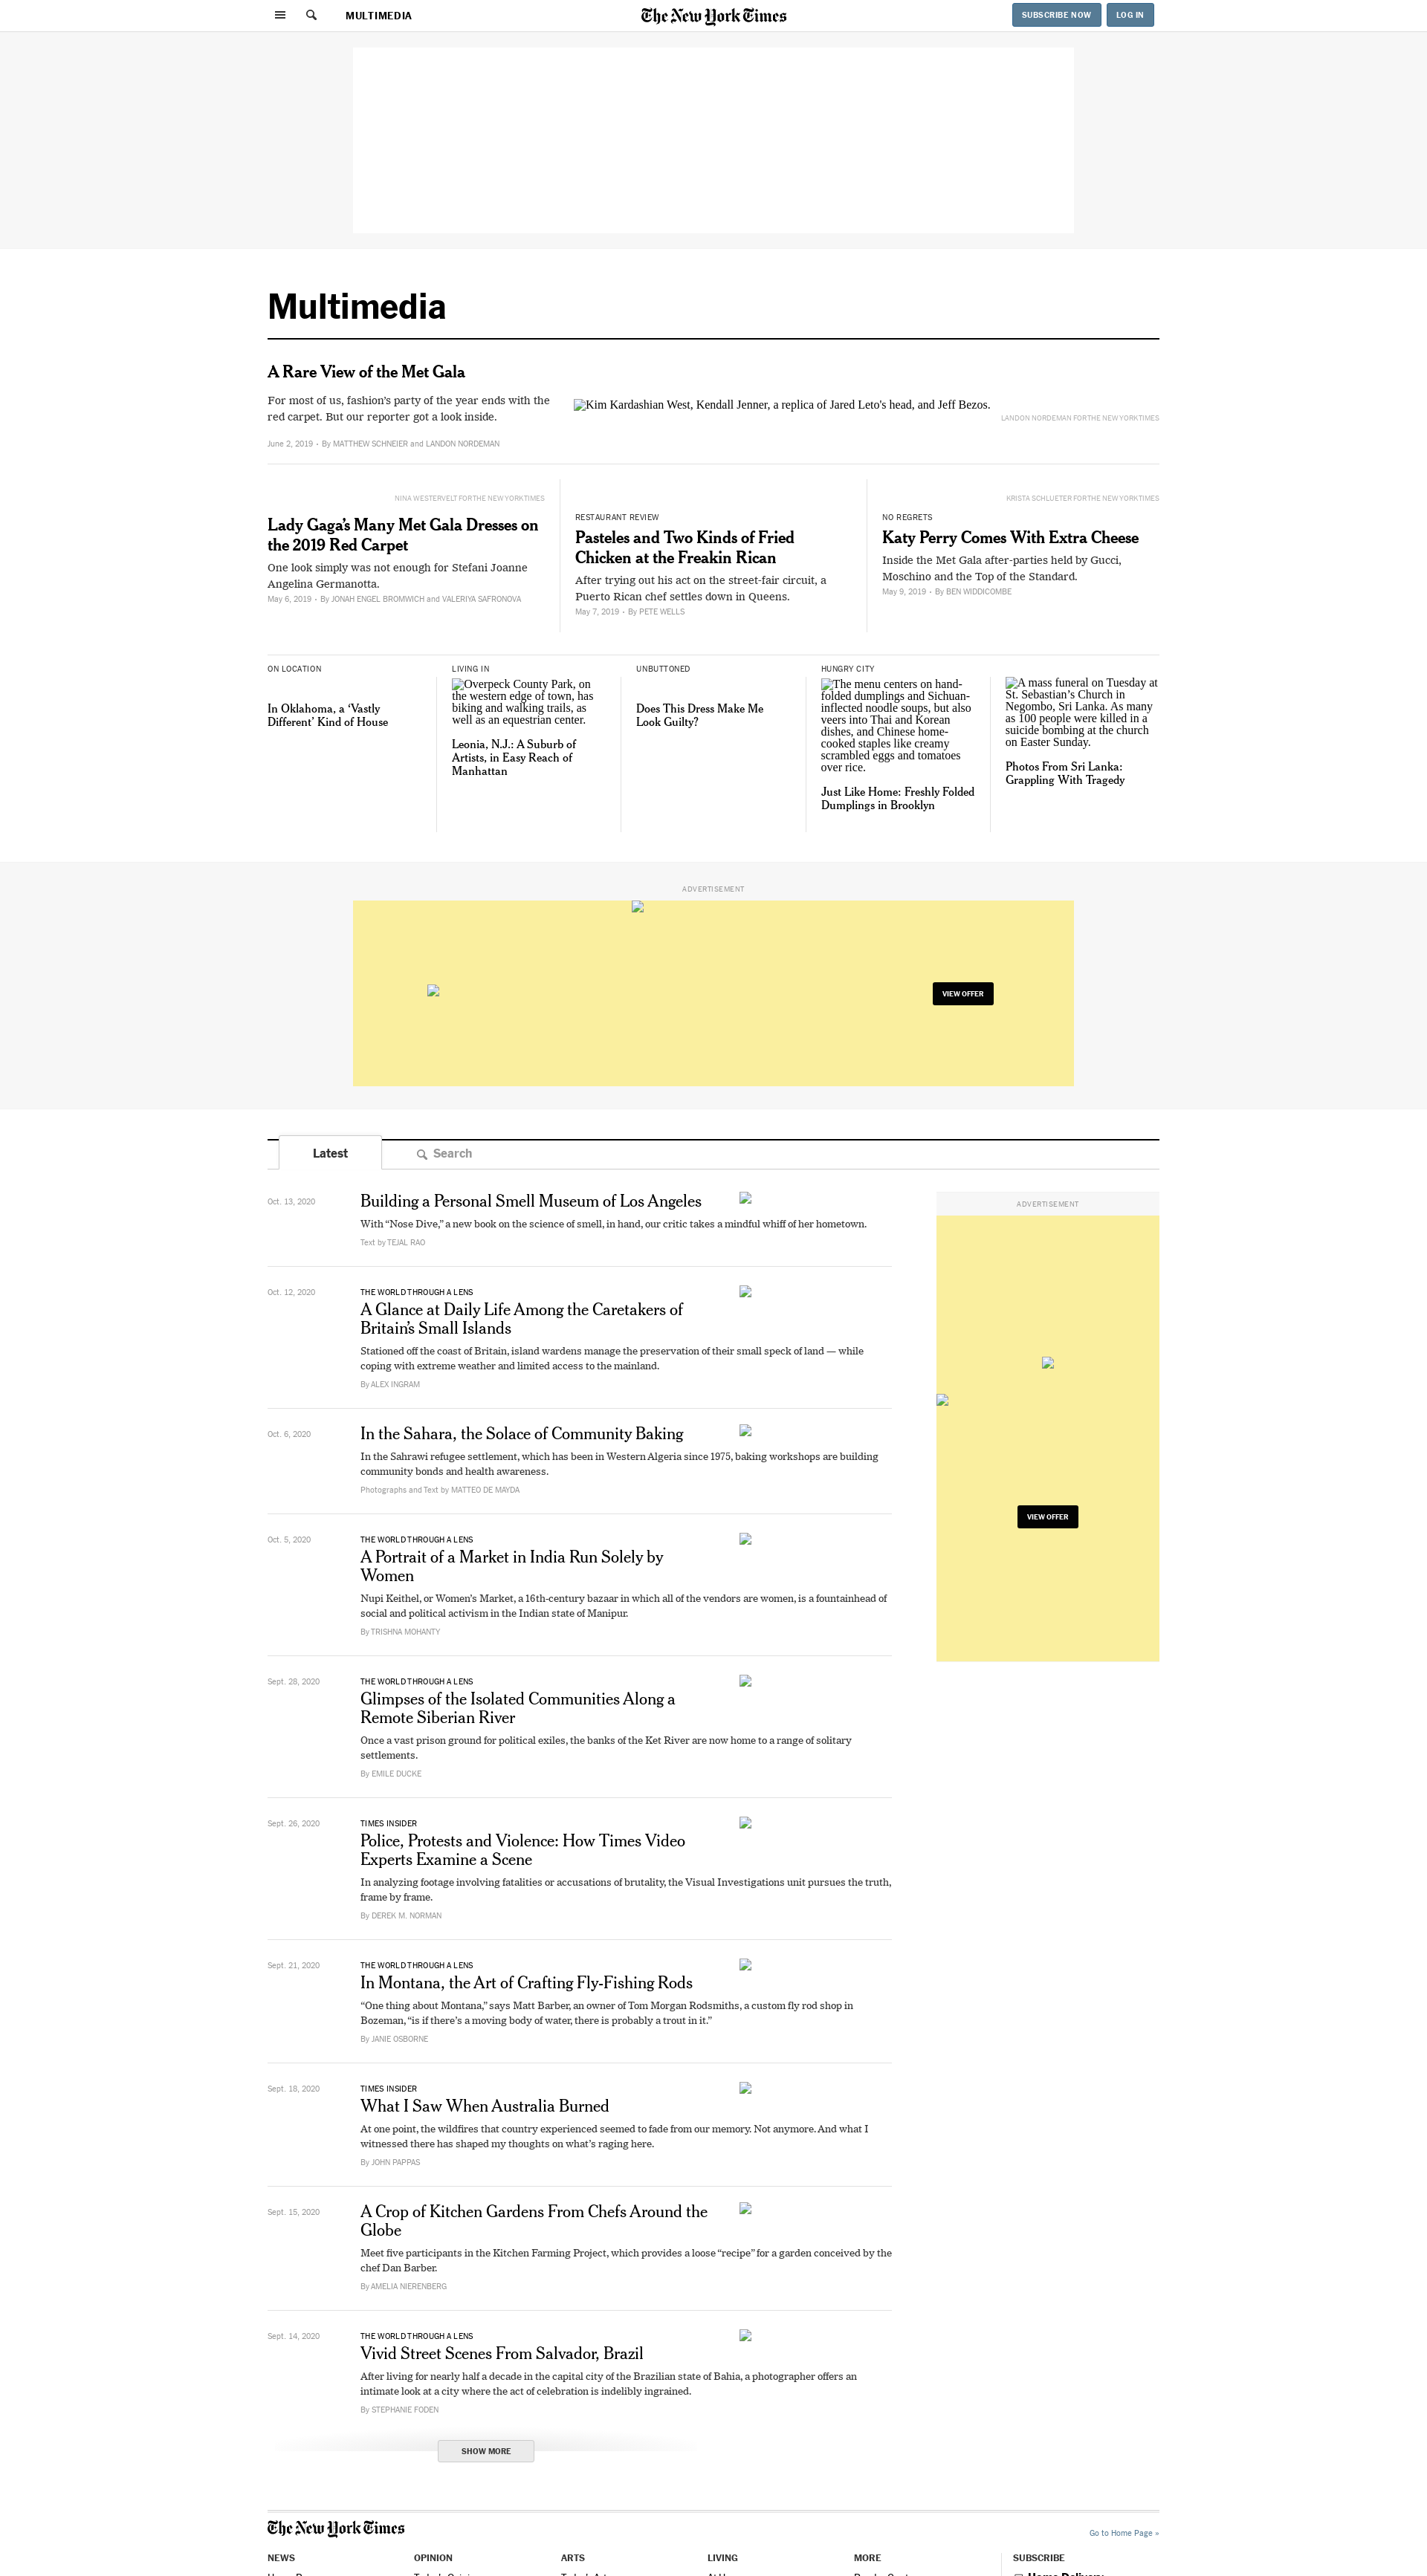 MULTIMEDIA
The New York Times
SUBSCRIBE NOW
LOG IN
Multimedia
A Rare View of the Met Gala
For most of us, fashion's party of the year ends with the
red carpet. But our reporter got a look inside.
June 2, 2019 • By MATTHEW SCHNEIER and LANDON NORDEMAN
Kim Kardashian West, Kendall Jenner, a replica of Jared Leto's head, and Jeff Bezos.
LANDON NORDEMAN FOR THE NEW YORK TIMES
NINA WESTERVELT FOR THE NEW YORK TIMES
Lady Gaga's Many Met Gala Dresses on
the 2019 Red Carpet
One look simply was not enough for Stefani Joanne
Angelina Germanotta.
May 6, 2019 • By JONAH ENGEL BROMWICH and VALERIYA SAFRONOVA
RESTAURANT REVIEW
Pasteles and Two Kinds of Fried
Chicken at the Freakin Rican
After trying out his act on the street-fair circuit, a
Puerto Rican chef settles down in Queens.
May 7, 2019 • By PETE WELLS
KRISTA SCHLUETER FOR THE NEW YORK TIMES
NO REGRETS
Katy Perry Comes With Extra Cheese
Inside the Met Gala after-parties held by Gucci,
Moschino and the Top of the Standard.
May 9, 2019 • By BEN WIDDICOMBE
ON LOCATION
In Oklahoma, a 'Vastly
Different' Kind of House
LIVING IN
Overpeck County Park, on
the western edge of town, has
biking and walking trails, as
well as an equestrian center.
Leonia, N.J.: A Suburb of
Artists, in Easy Reach of
Manhattan
UNBUTTONED
Does This Dress Make Me
Look Guilty?
HUNGRY CITY
The menu centers on hand-
folded dumplings and Sichuan-
inflected noodle soups, but also
veers into Thai and Korean
dishes, and Chinese home-
cooked staples like creamy
scrambled eggs and tomatoes
over rice.
Just Like Home: Freshly Folded
Dumplings in Brooklyn
A mass funeral on Tuesday at
St. Sebastian's Church in
Negombo, Sri Lanka. As many
as 100 people were killed in a
suicide bombing at the church
on Easter Sunday.
Photos From Sri Lanka:
Grappling With Tragedy
ADVERTISEMENT
VIEW OFFER
Latest
Search
Oct. 13, 2020
Building a Personal Smell Museum of Los Angeles
With “Nose Dive,” a new book on the science of smell, in hand, our critic takes a mindful whiff of her hometown.
Text by TEJAL RAO
ADVERTISEMENT
VIEW OFFER
Oct. 12, 2020
THE WORLD THROUGH A LENS
A Glance at Daily Life Among the Caretakers of
Britain's Small Islands
Stationed off the coast of Britain, island wardens manage the preservation of their small speck of land — while
coping with extreme weather and limited access to the mainland.
By ALEX INGRAM
Oct. 6, 2020
In the Sahara, the Solace of Community Baking
In the Sahrawi refugee settlement, which has been in Western Algeria since 1975, baking workshops are building
community bonds and health awareness.
Photographs and Text by MATTEO DE MAYDA
Oct. 5, 2020
THE WORLD THROUGH A LENS
A Portrait of a Market in India Run Solely by
Women
Nupi Keithel, or Women's Market, a 16th-century bazaar in which all of the vendors are women, is a fountainhead of
social and political activism in the Indian state of Manipur.
By TRISHNA MOHANTY
Sept. 28, 2020
THE WORLD THROUGH A LENS
Glimpses of the Isolated Communities Along a
Remote Siberian River
Once a vast prison ground for political exiles, the banks of the Ket River are now home to a range of solitary
settlements.
By EMILE DUCKE
Sept. 26, 2020
TIMES INSIDER
Police, Protests and Violence: How Times Video
Experts Examine a Scene
In analyzing footage involving fatalities or accusations of brutality, the Visual Investigations unit pursues the truth,
frame by frame.
By DEREK M. NORMAN
Sept. 21, 2020
THE WORLD THROUGH A LENS
In Montana, the Art of Crafting Fly-Fishing Rods
“One thing about Montana,” says Matt Barber, an owner of Tom Morgan Rodsmiths, a custom fly rod shop in
Bozeman, “is if there's a moving body of water, there is probably a trout in it.”
By JANIE OSBORNE
Sept. 18, 2020
TIMES INSIDER
What I Saw When Australia Burned
At one point, the wildfires that country experienced seemed to fade from our memory. Not anymore. And what I
witnessed there has shaped my thoughts on what's raging here.
By JOHN PAPPAS
Sept. 15, 2020
A Crop of Kitchen Gardens From Chefs Around the
Globe
Meet five participants in the Kitchen Farming Project, which provides a loose “recipe” for a garden conceived by the
chef Dan Barber.
By AMELIA NIERENBERG
Sept. 14, 2020
THE WORLD THROUGH A LENS
Vivid Street Scenes From Salvador, Brazil
After living for nearly half a decade in the capital city of the Brazilian state of Bahia, a photographer offers an
intimate look at a city where the act of celebration is indelibly ingrained.
By STEPHANIE FODEN
SHOW MORE
The New York Times
Go to Home Page »
NEWS
OPINION
ARTS
LIVING
MORE
SUBSCRIBE